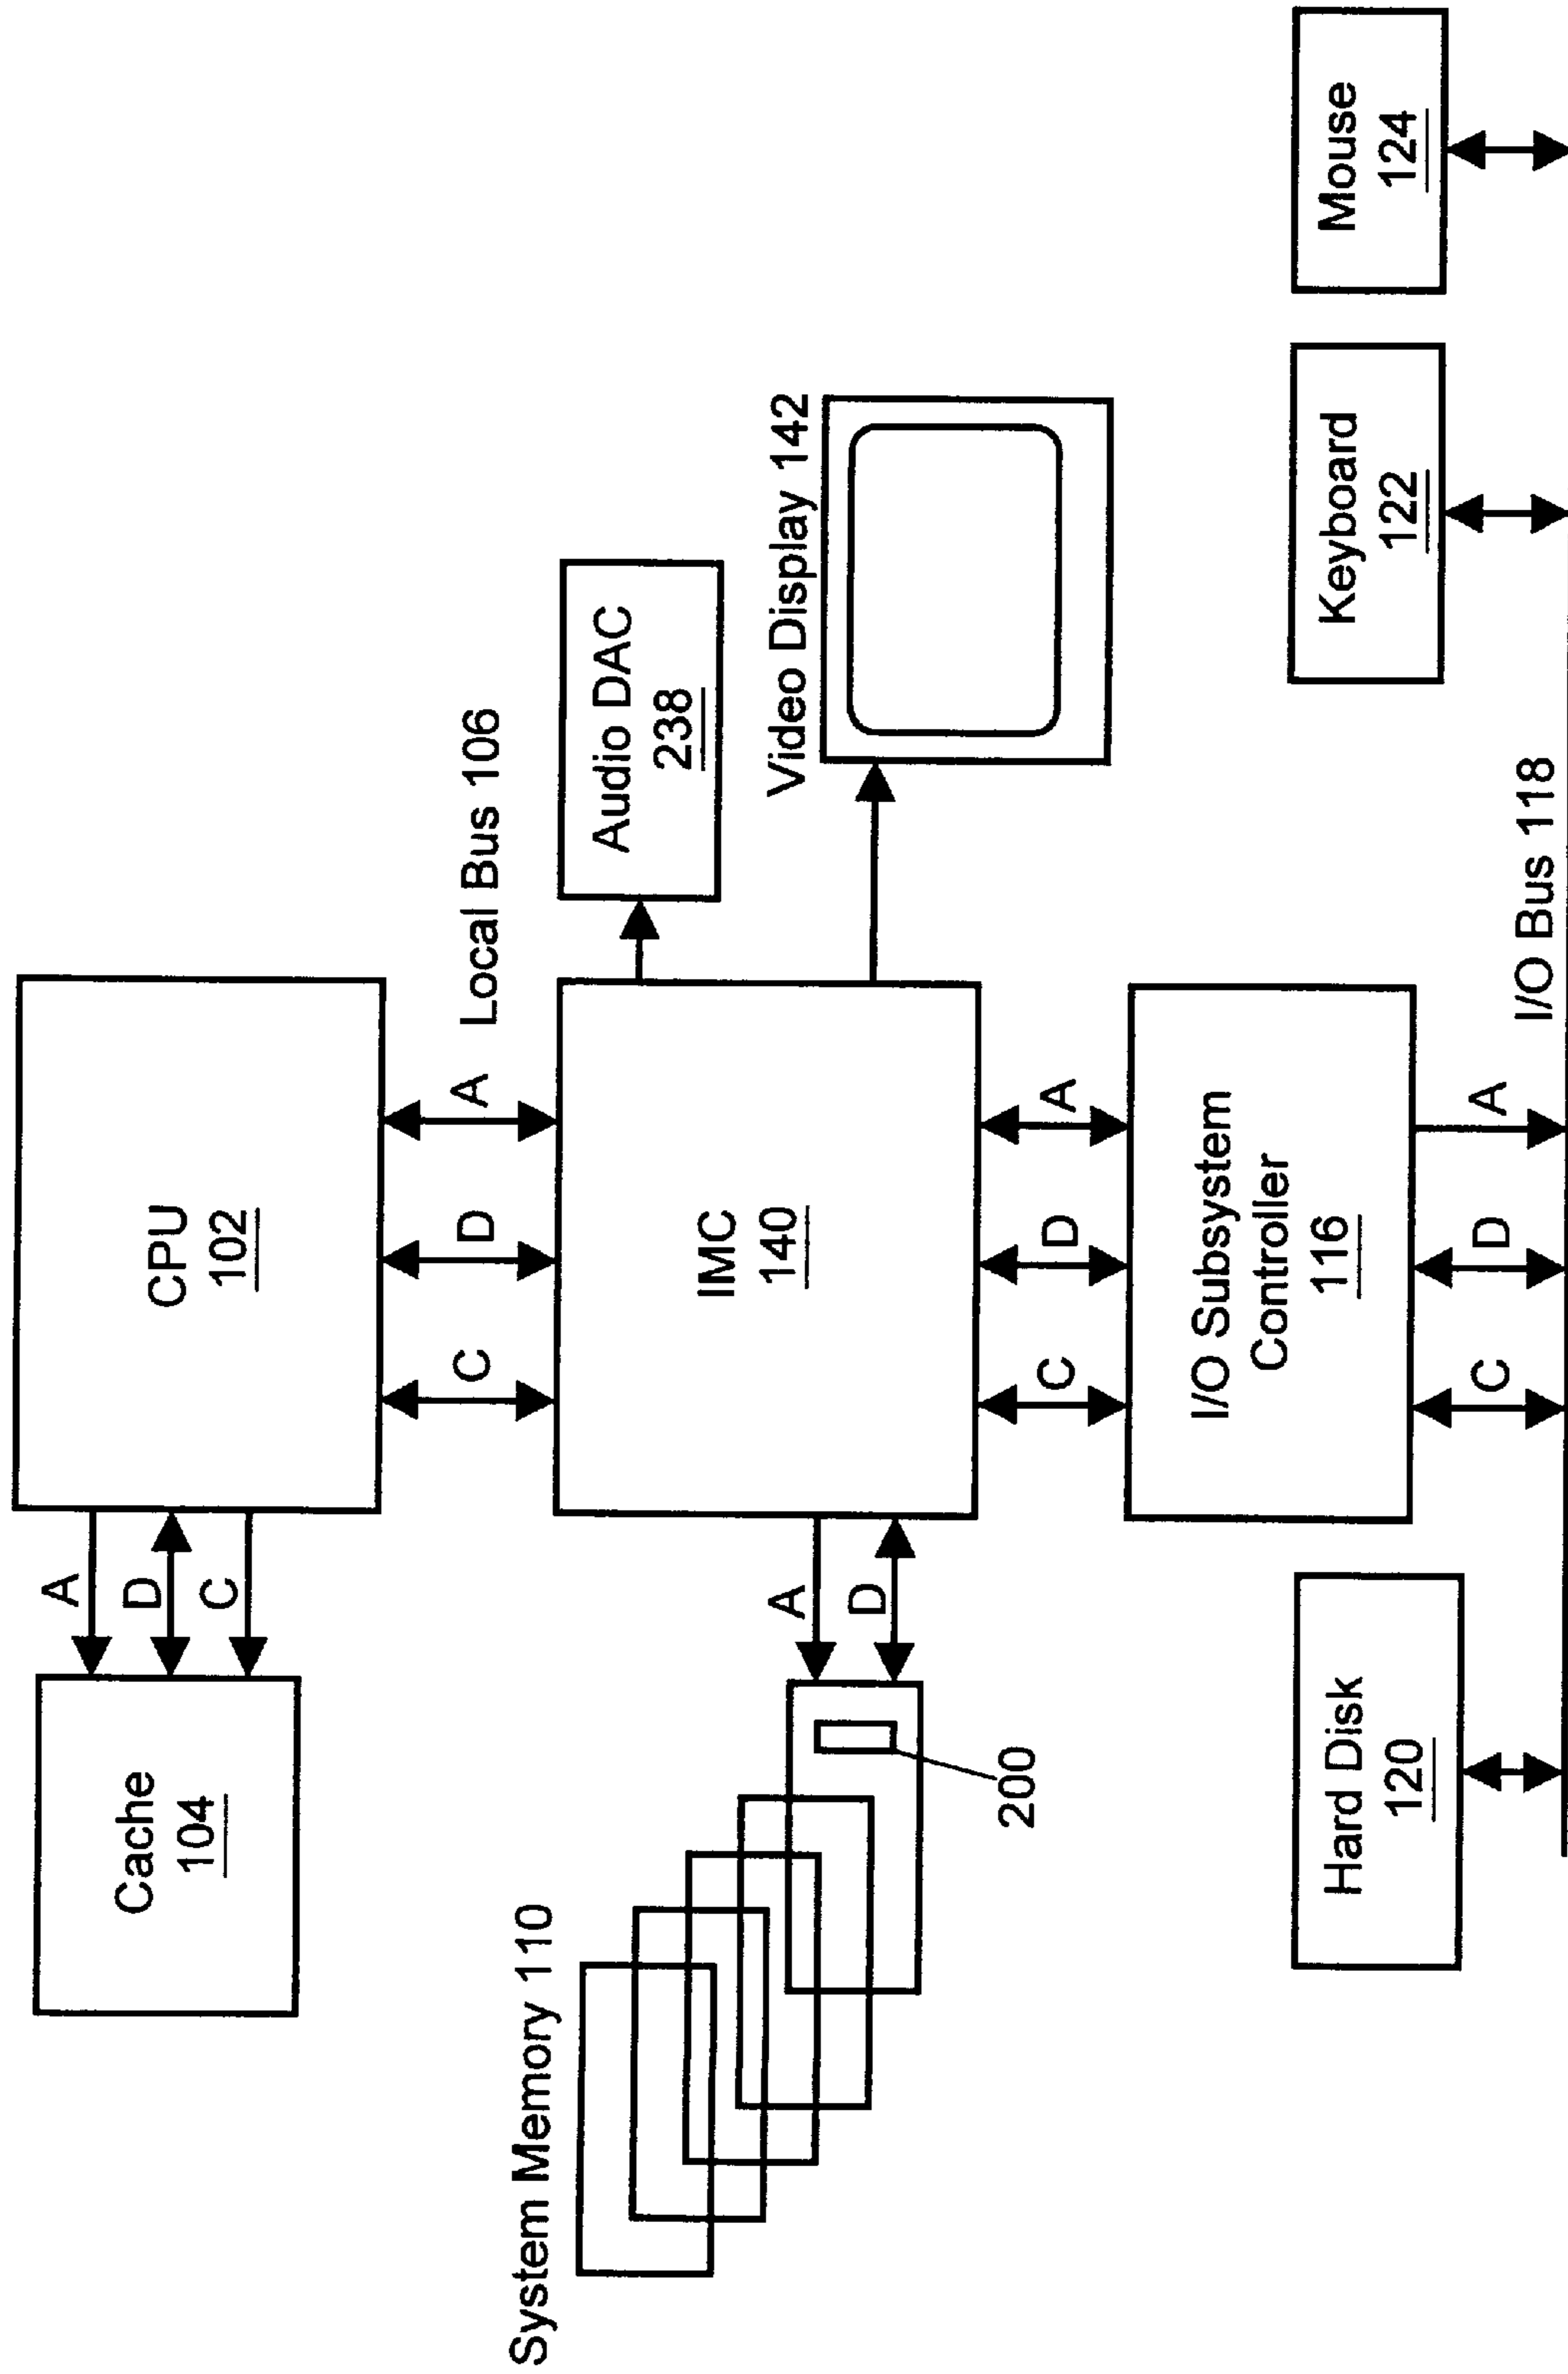 Cache
104
A
D
C
CPU
102
C
D
A
Local Bus 106
System Memory 110
200
A
D
IMC
140
Audio DAC
238
Video Display 142
C
D
A
I/O Subsystem
Controller
116
C
D
A
I/O Bus 118
Hard Disk
120
Keyboard
122
Mouse
124